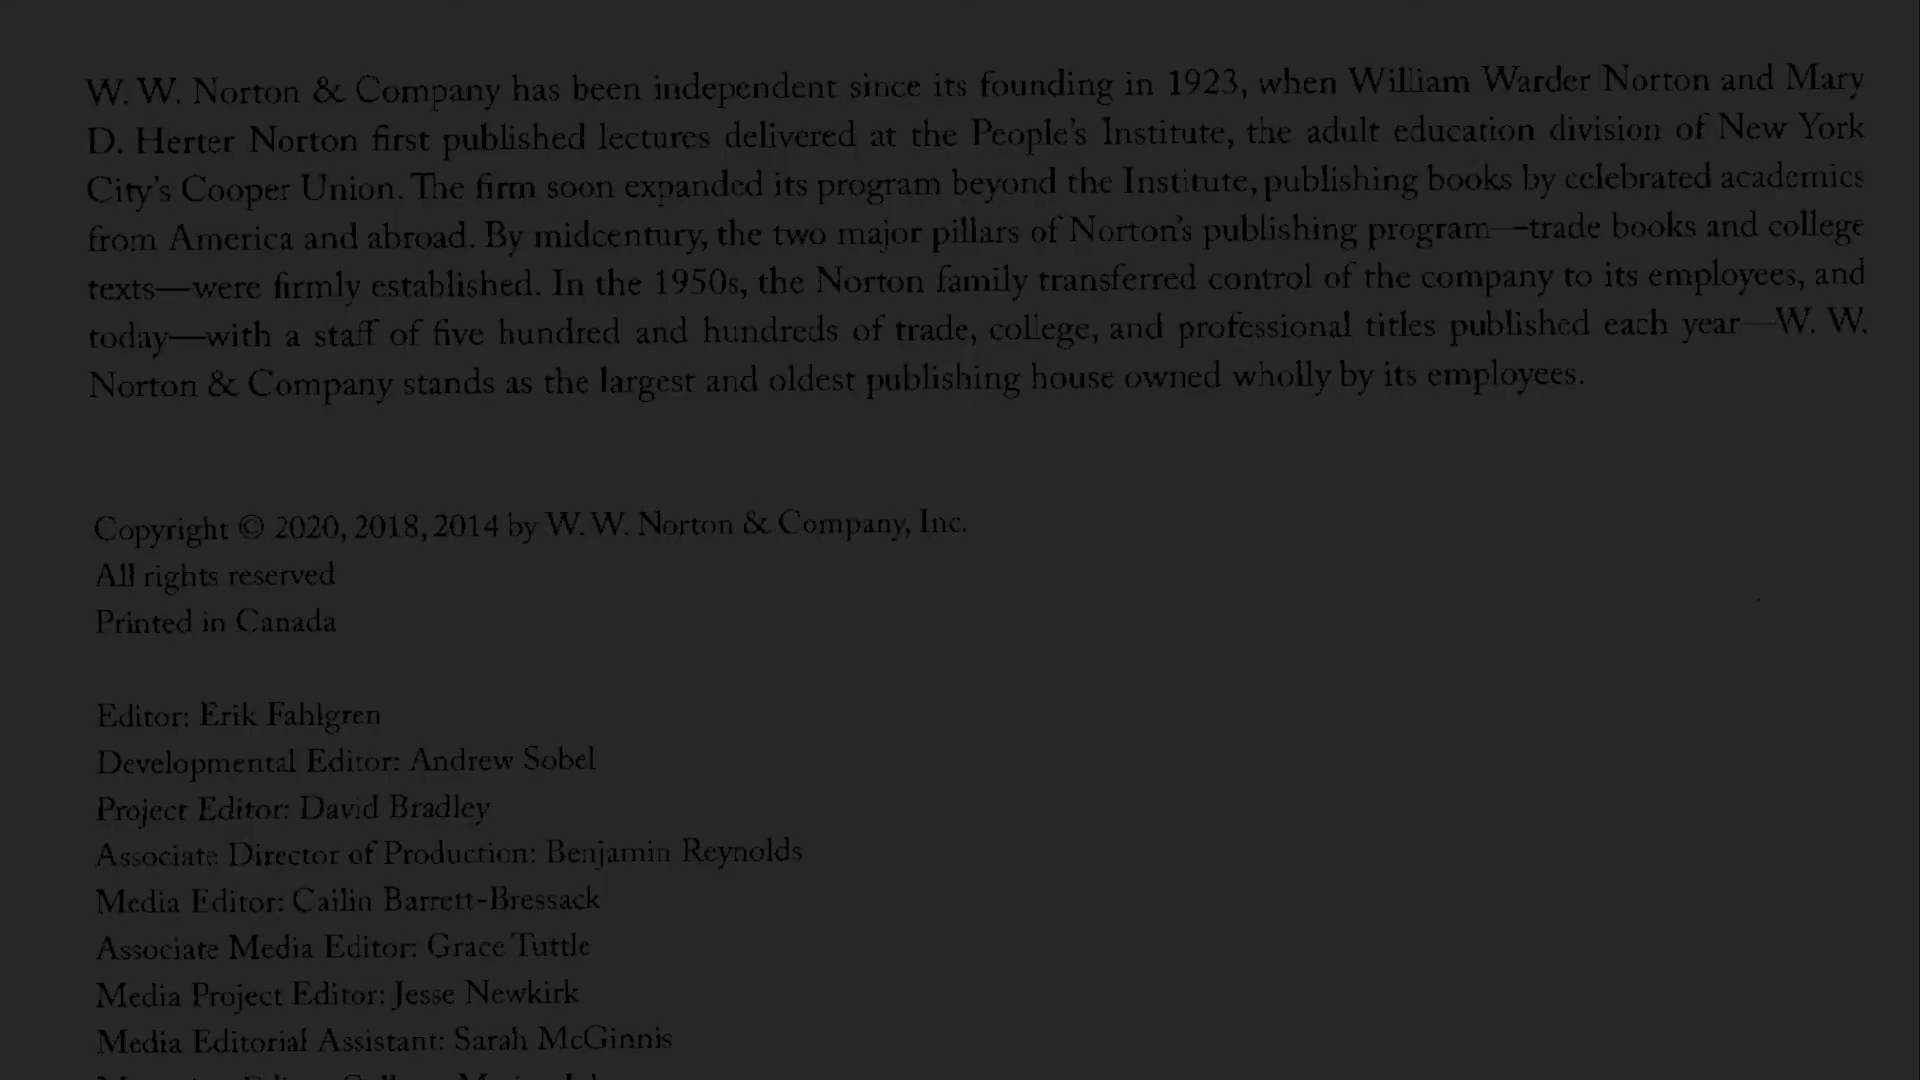 W. W. Norton & Company has been independent since its founding in 1923, when William Warder Norton and Mary
D. Herter Norton first published lectures delivered at the People's Institute, the adult education division of New York
City's Cooper Union. The firm soon expanded its program beyond the Institute, publishing books by celebrated academics
from America and abroad. By midcentury, the two major pillars of Norton's publishing program—trade books and college
texts—were firmly established. In the 1950s, the Norton family transferred control of the company to its employees, and
today—with a staff of five hundred and hundreds of trade, college, and professional titles published each year—W. W.
Norton & Company stands as the largest and oldest publishing house owned wholly by its employees.
Copyright © 2020, 2018, 2014 by W. W. Norton & Company, Inc.
All rights reserved
Printed in Canada
Editor: Erik Fahlgren
Developmental Editor: Andrew Sobel
Project Editor: David Bradley
Associate Director of Production: Benjamin Reynolds
Media Editor: Cailin Barrett-Bressack
Associate Media Editor: Grace Tuttle
Media Project Editor: Jesse Newkirk
Media Editorial Assistant: Sarah McGinnis